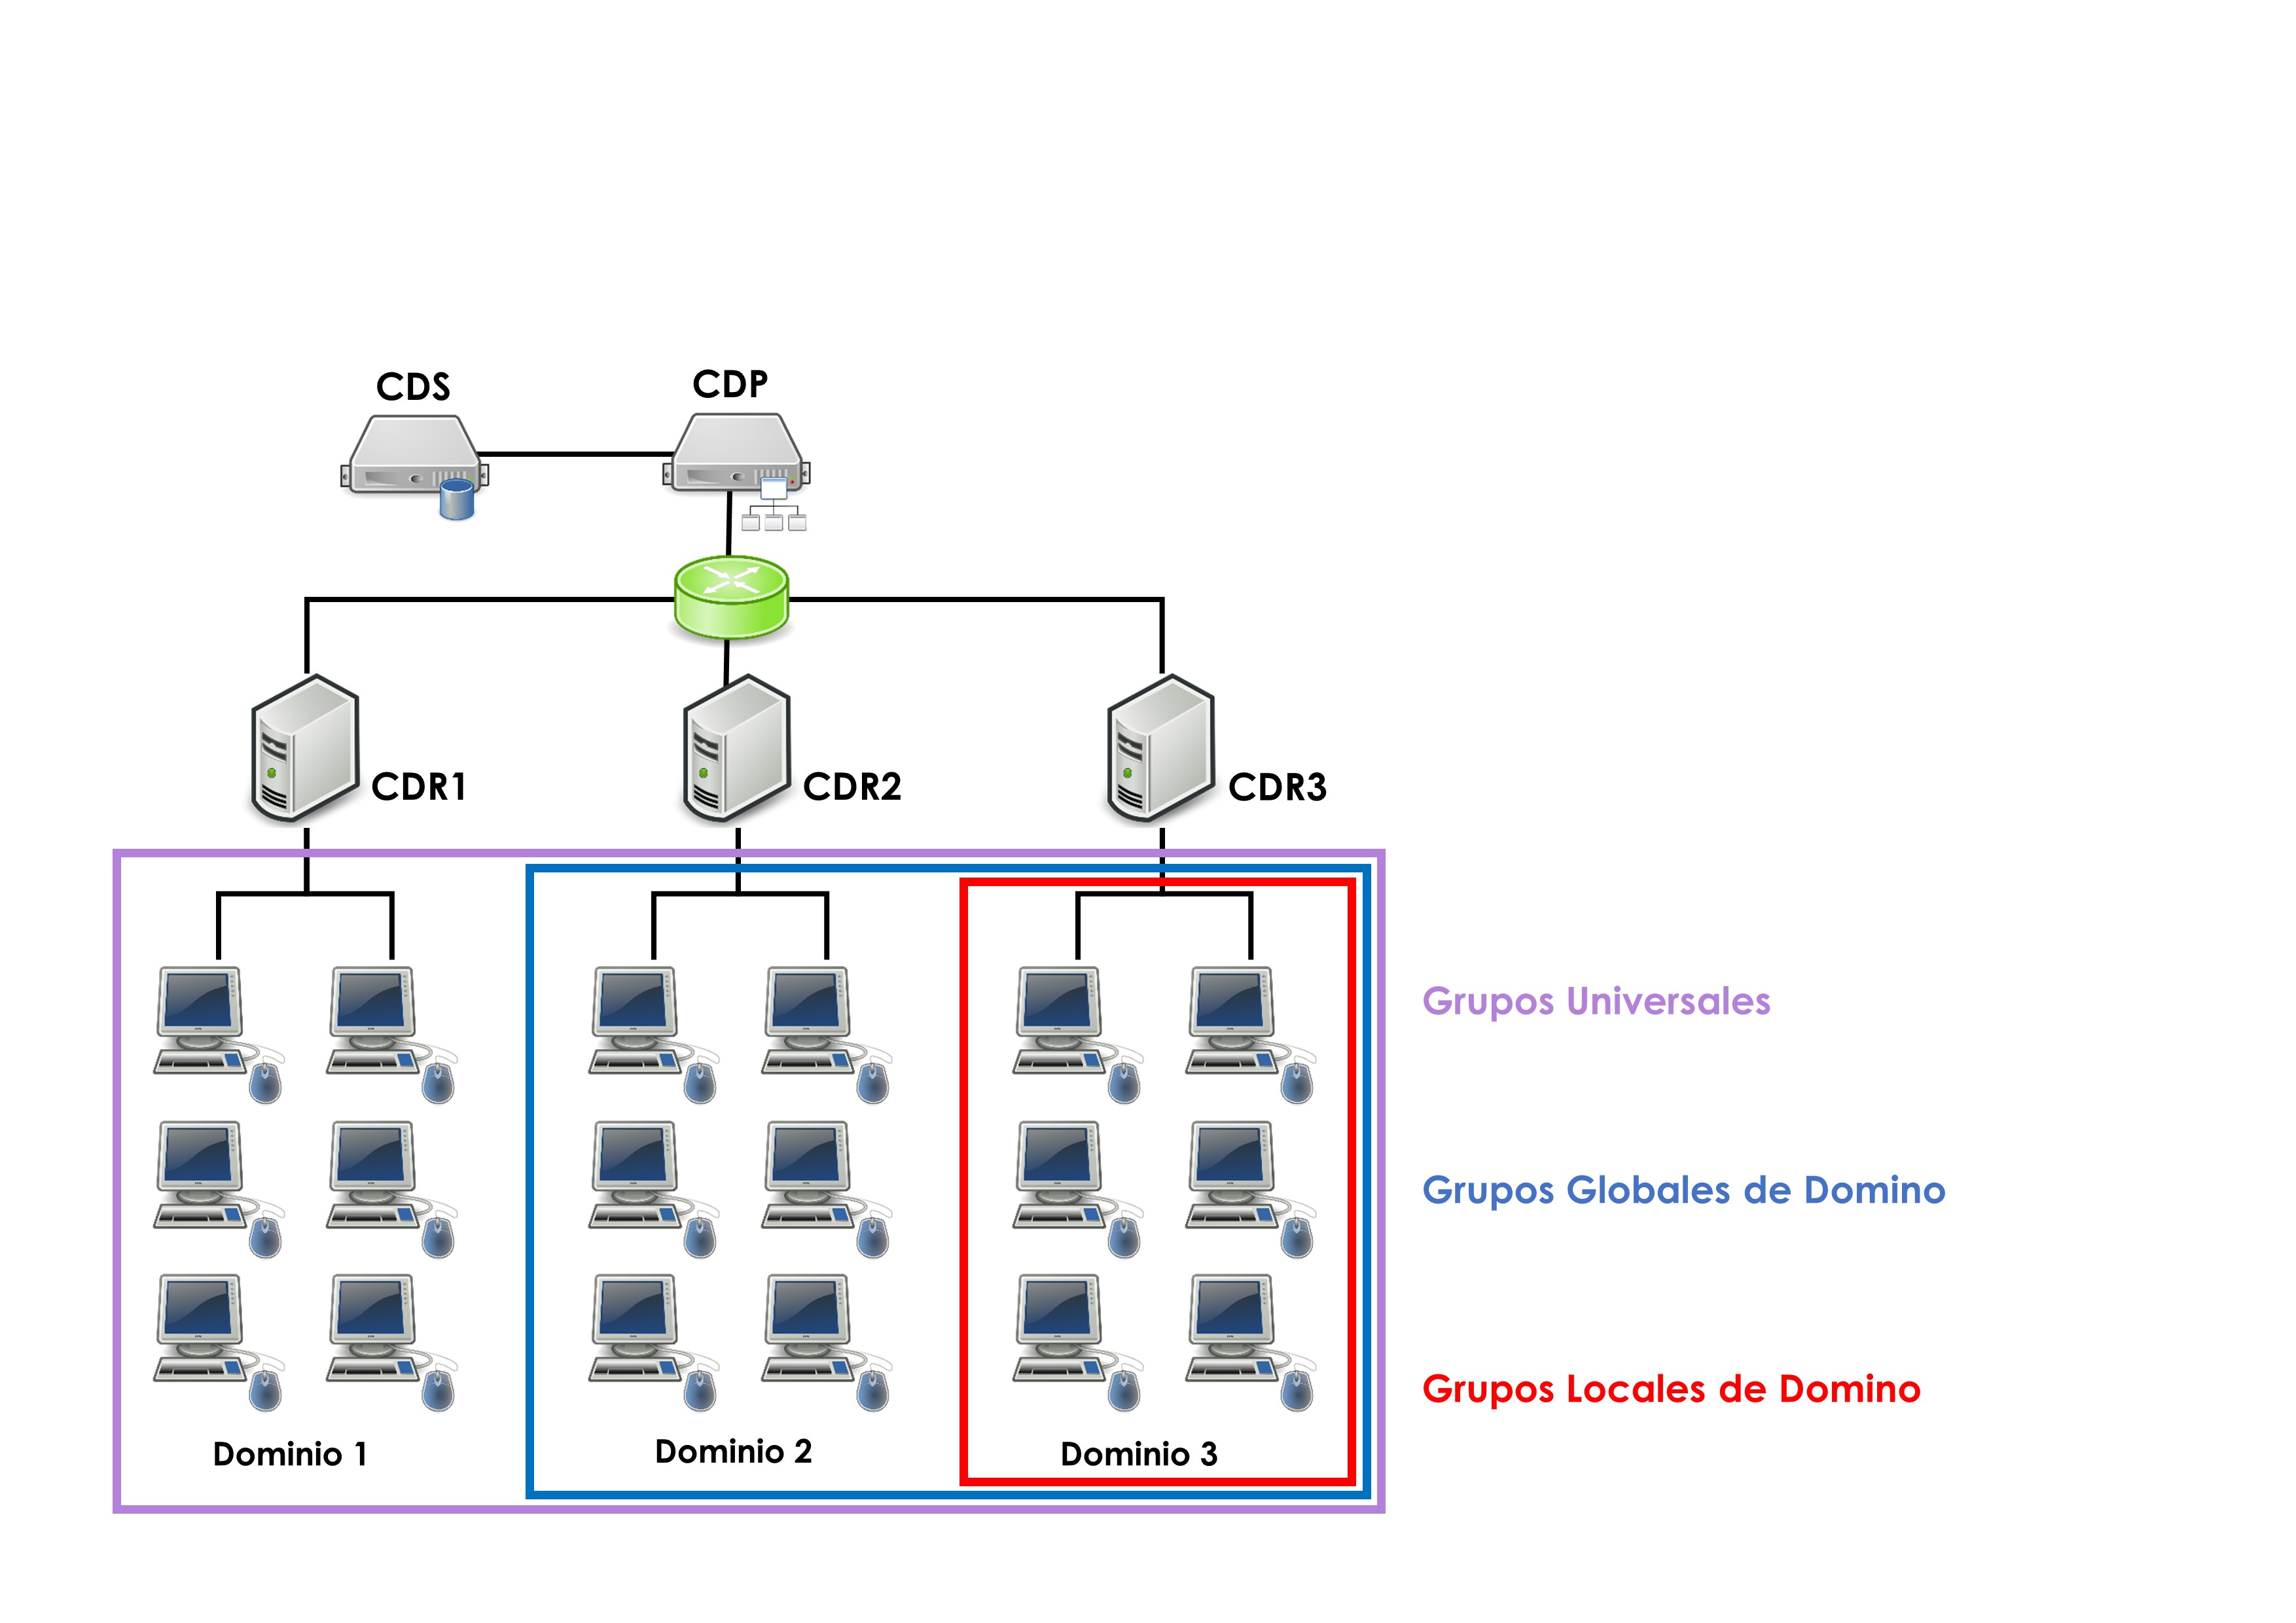 CDS
CDP
CDR1
CDR2
CDR3
Grupos Universales
Grupos Globales de Domino
Grupos Locales de Domino
Dominio 1
Dominio 2
Dominio 3